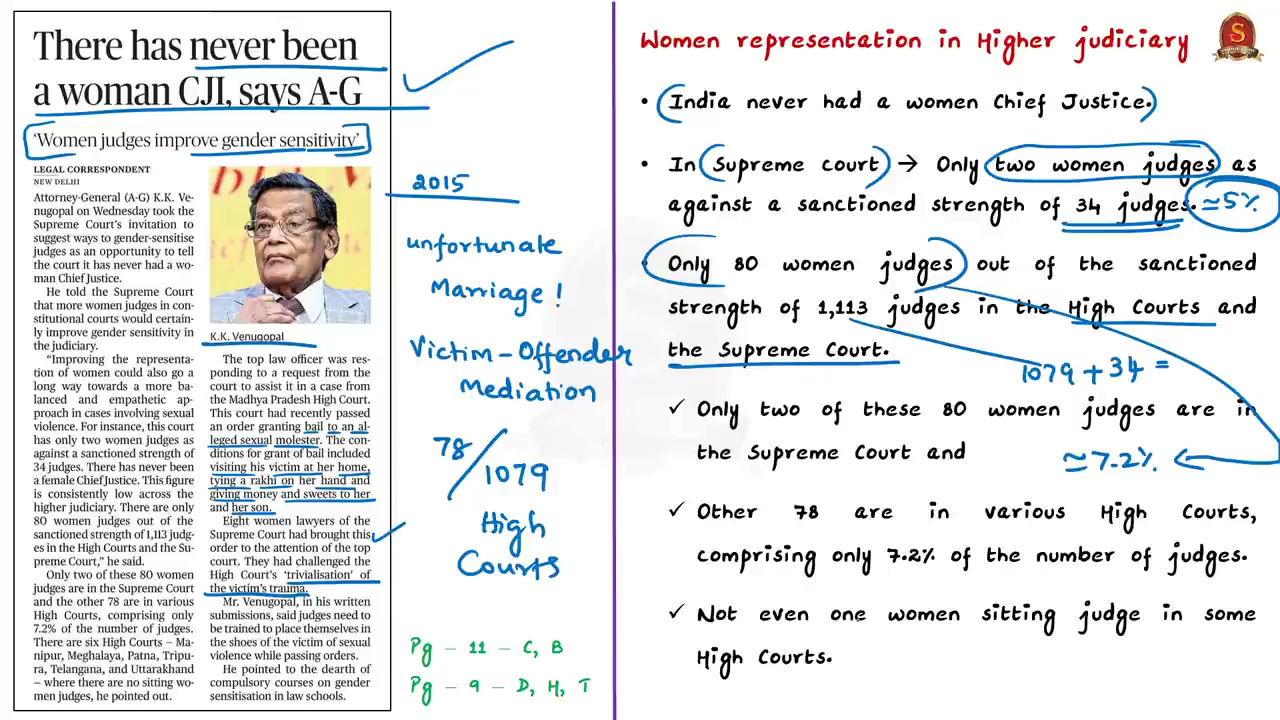 There has never been
a woman CJI, says A-G
'Women judges improve gender sensitivity'
LEGAL CORRESPONDENT
NEW DELHI
Attorney-General (A-G) K.K. Ve-
nugopal on Wednesday took the
Supreme Court's invitation to
suggest ways to gender-sensitise
judges as an opportunity to tell
the court it has never had a wo-
man Chief Justice.
He told the Supreme Court
that more women judges in con-
stitutional courts would certain-
ly improve gender sensitivity in
the judiciary.
"Improving the representa-
tion of women could also go a
long way towards a more ba-
lanced and empathetic ap-
proach in cases involving sexual
violence. For instance, this court
has only two women judges as
against a sanctioned strength of
34 judges. There has never been
a female Chief Justice. This figure
is consistently low across the
higher judiciary. There are only
80 women judges out of the
sanctioned strength of 1,113 judg-
es in the High Courts and the Su-
preme Court," he said.
Only two of these 80 women
judges are in the Supreme Court
and the other 78 are in various
High Courts, comprising only
7.2% of the number of judges.
There are six High Courts – Ma-
nipur, Meghalaya, Patna, Tripu-
ra, Telangana, and Uttarakhand
– where there are no sitting wo-
men judges, he pointed out.
K.K. Venugopal
The top law officer was res-
ponding to a request from the
court to assist it in a case from
the Madhya Pradesh High Court.
This court had recently passed
an order granting bail to an al-
leged sexual molester. The con-
ditions for grant of bail included
visiting his victim at her home,
tying a rakhi on her hand and
giving money and sweets to her
and her son.
Eight women lawyers of the
Supreme Court had brought this
order to the attention of the top
court. They had challenged the
High Court's 'trivialisation' of
the victim's trauma.
Mr. Venugopal, in his written
submissions, said judges need to
be trained to place themselves in
the shoes of the victim of sexual
violence while passing orders.
He pointed to the dearth of
compulsory courses on gender
sensitisation in law schools.
2015
unfortunate
Marriage !
Victim - Offender
Mediation
78/1079
High
Courts
Pg - 11 - C, B
Pg - 9 - D, H, T
Women representation in Higher judiciary
• (India never had a women Chief Justice.)
• In (Supreme court) → Only two women judges as
against a sanctioned strength of 34 judges. ≃5%
• Only 80 women judges out of the sanctioned
strength of 1,113 judges in the High Courts and
the Supreme Court.
1079 + 34 =
✓ Only two of these 80 women judges are in
the Supreme Court and
≃7.2%
✓ Other 78 are in various High Courts,
comprising only 7.2% of the number of judges.
✓ Not even one women sitting judge in some
High Courts.
S